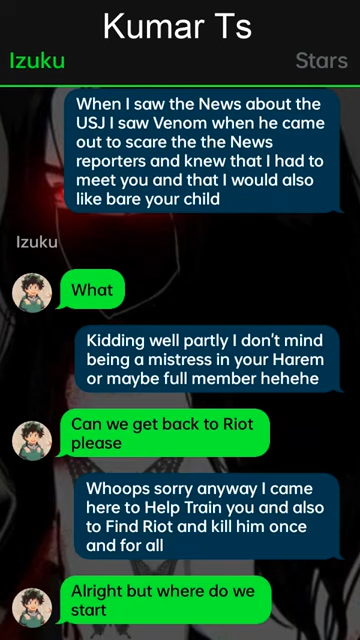 Kumar Ts
Izuku
Stars
When I saw the News about the
USJ I saw Venom when he came
out to scare the the News
reporters and knew that I had to
meet you and that I would also
like bare your child
Izuku
What
Kidding well partly I don't mind
being a mistress in your Harem
or maybe full member hehehe
Can we get back to Riot
please
Whoops sorry anyway I came
here to Help Train you and also
to Find Riot and kill him once
and for all
Alright but where do we
start